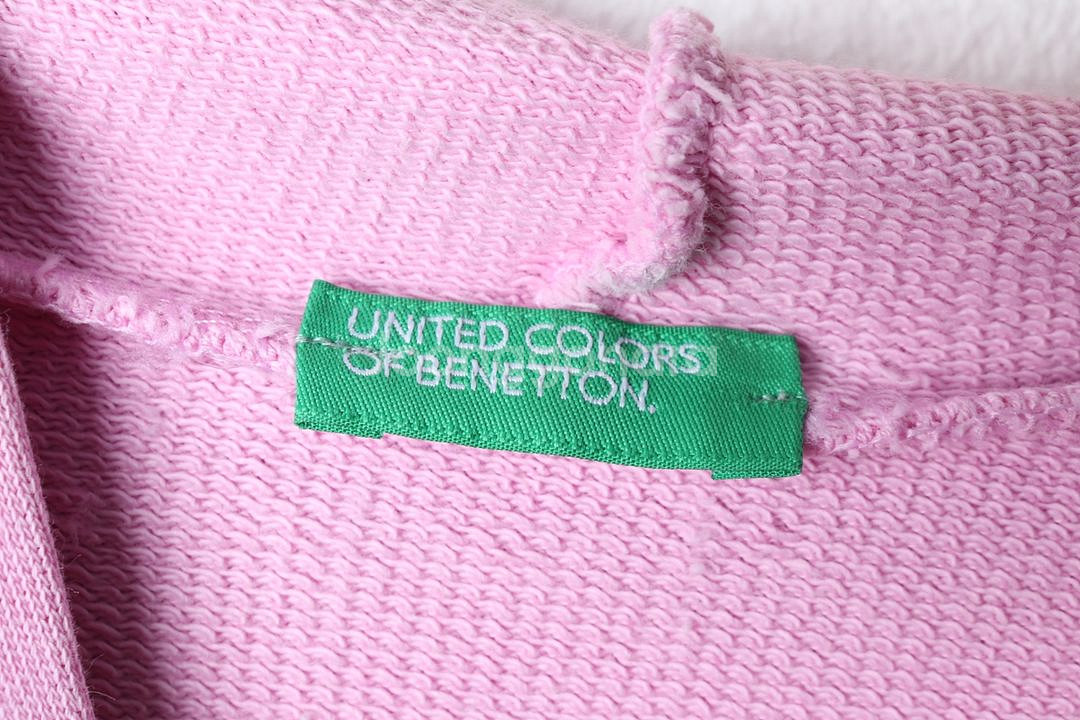 UNITED COLORS
OF BENETTON.